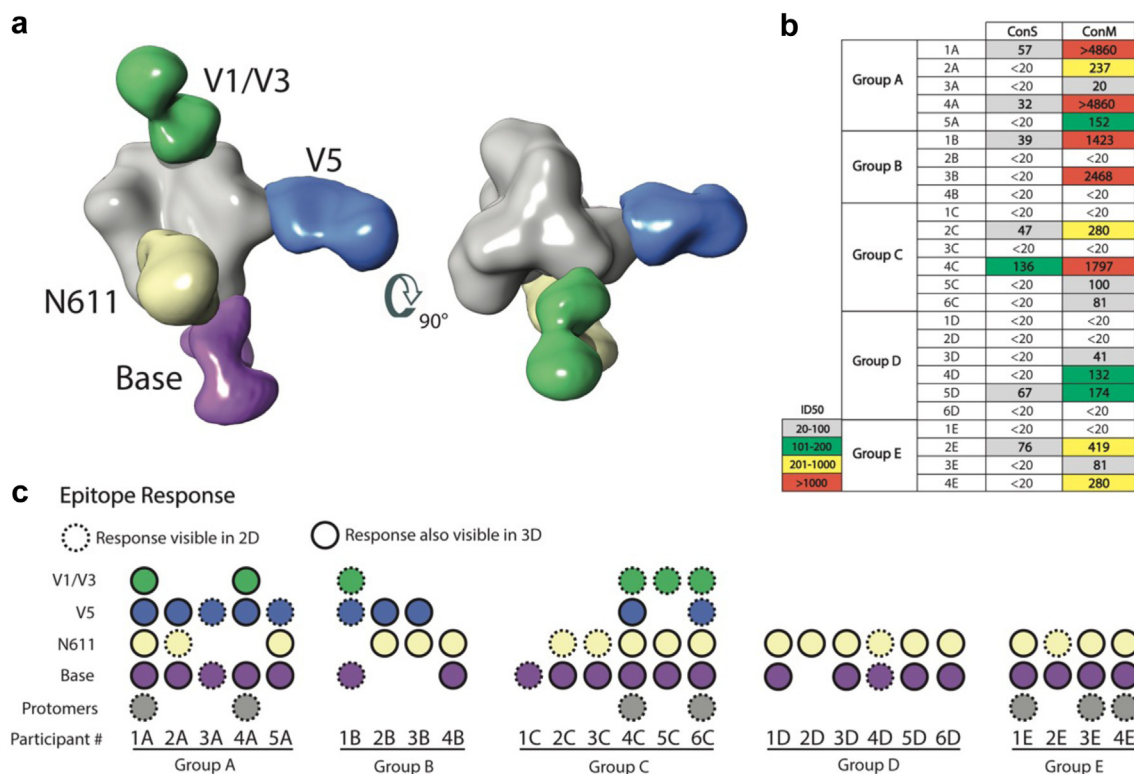 a
V1/V3
V5
N611
Base
90°
b
ConS ConM
Group A
1A 57 >4860
2A <20 237
3A <20 20
4A 32 >4860
5A <20 152
Group B
1B 39 1423
2B <20 <20
3B <20 2468
4B <20 <20
Group C
1C <20 <20
2C 47 280
3C <20 <20
4C 136 1797
5C <20 100
6C <20 81
Group D
1D <20 <20
2D <20 <20
3D <20 41
4D <20 132
5D 67 174
6D <20 <20
Group E
1E <20 <20
2E 76 419
3E <20 81
4E <20 280
ID50
20-100
101-200
201-1000
>1000
c
Epitope Response
Response visible in 2D Response also visible in 3D
V1/V3
V5
N611
Base
Protomers
Participant # 1A 2A 3A 4A 5A 1B 2B 3B 4B 1C 2C 3C 4C 5C 6C 1D 2D 3D 4D 5D 6D 1E 2E 3E 4E
Group A Group B Group C Group D Group E